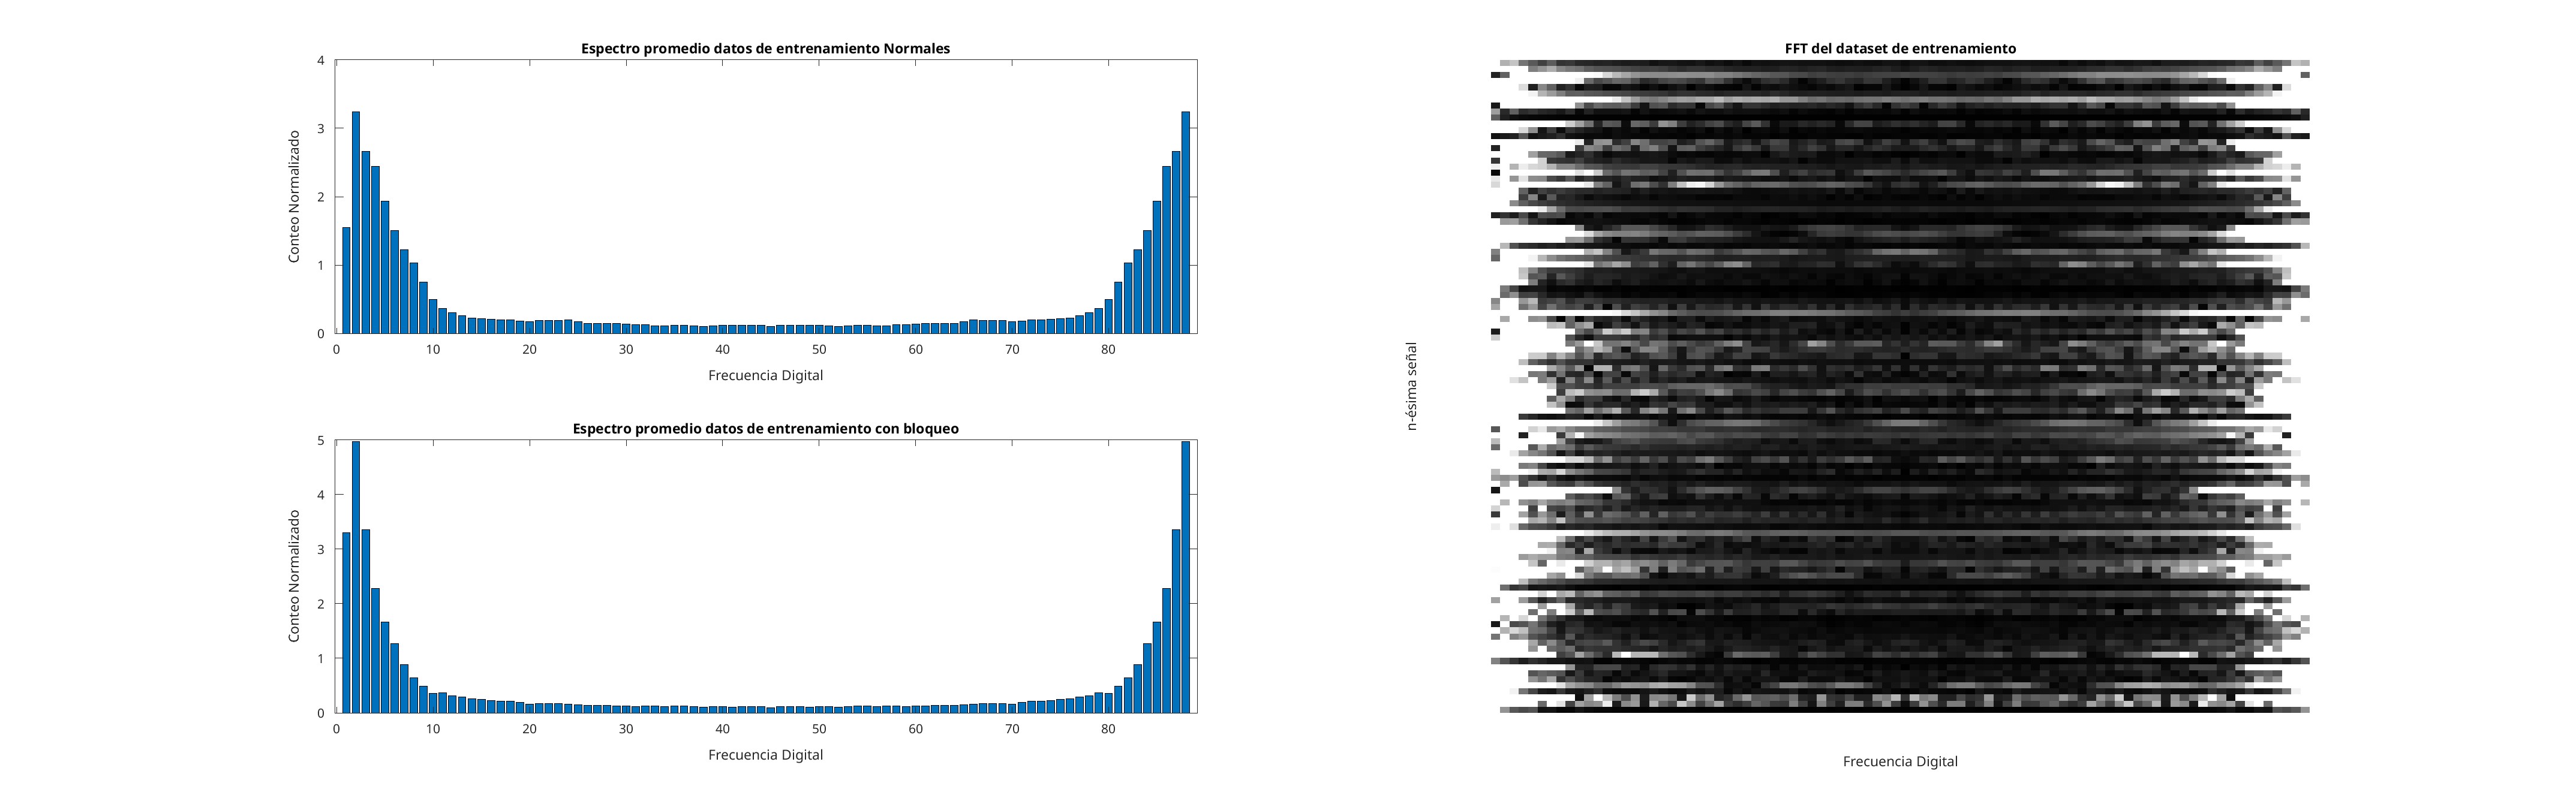 Espectro promedio datos de entrenamiento Normales
4
3
2
1
0
Conteo Normalizado
0 10 20 30 40 50 60 70 80
Frecuencia Digital
Espectro promedio datos de entrenamiento con bloqueo
5
4
3
2
1
0
Conteo Normalizado
0 10 20 30 40 50 60 70 80
Frecuencia Digital
FFT del dataset de entrenamiento
n-ésima señal
Frecuencia Digital